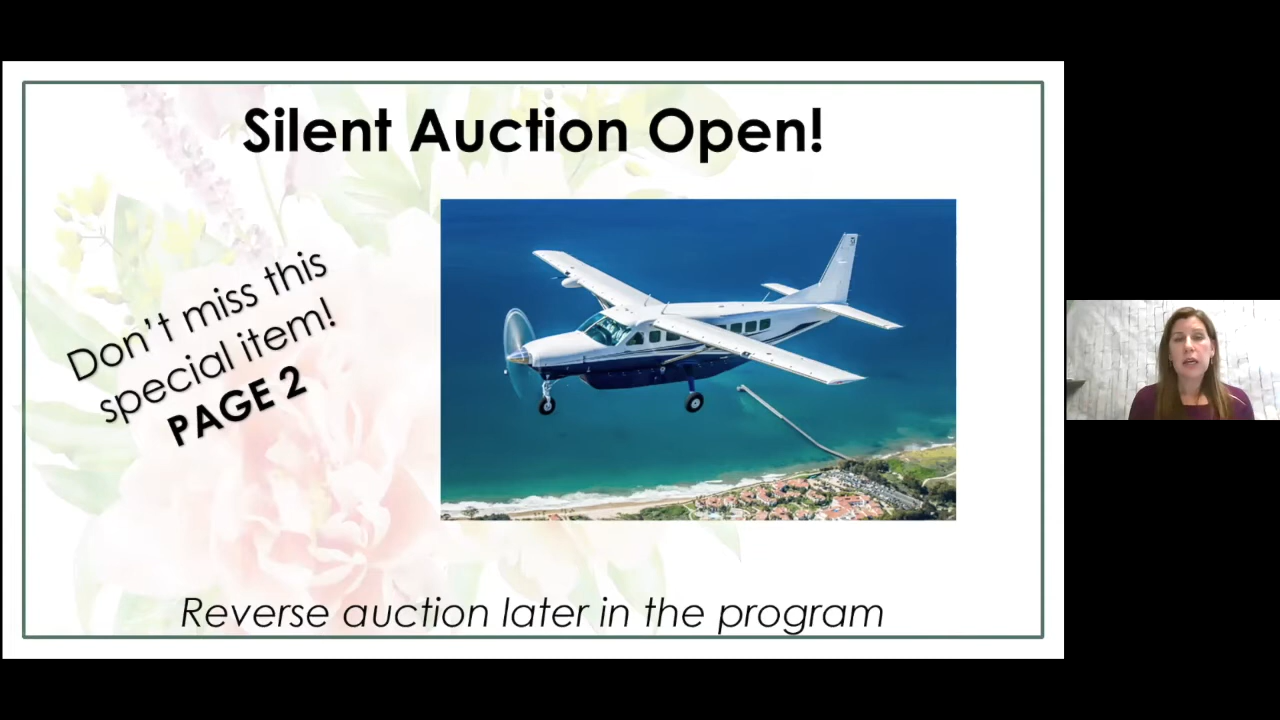 Silent Auction Open!
Don't miss this
special item!
PAGE 2
Reverse auction later in the program